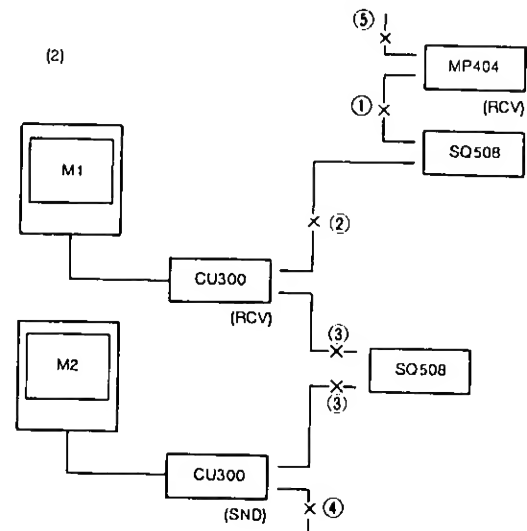 (2)
⑤
MP404
(RCV)
①
SQ508
M1
②
CU300
(RCV)
③
SQ508
M2
③
CU300
(SND)
④